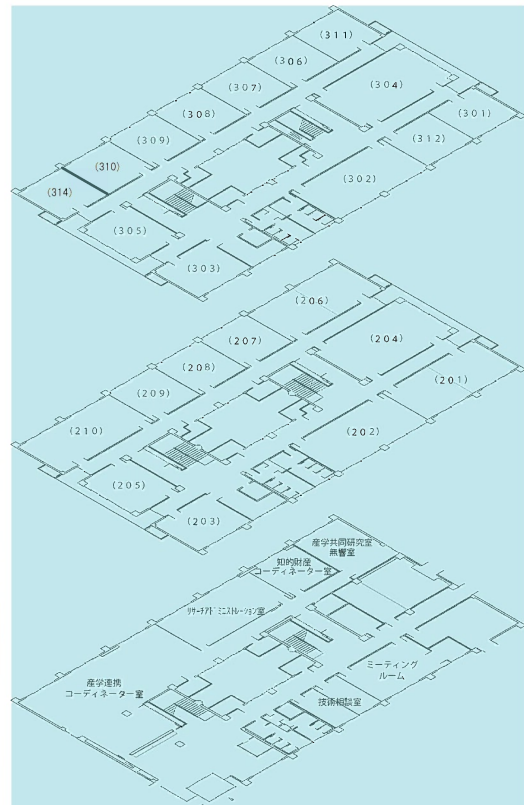 (311)
(306)
(307)
(304)
(308)
(301)
(309)
(312)
(310)
(302)
(314)
(305)
(303)
(206)
(207)
(204)
(208)
(201)
(209)
(210)
(202)
(205)
(203)
産学共同研究室
無響室
知的財産
コーディネーター室
リサーチアドミニストレーション室
ミーティング
ルーム
産学連携
コーディネーター室
技術相談室